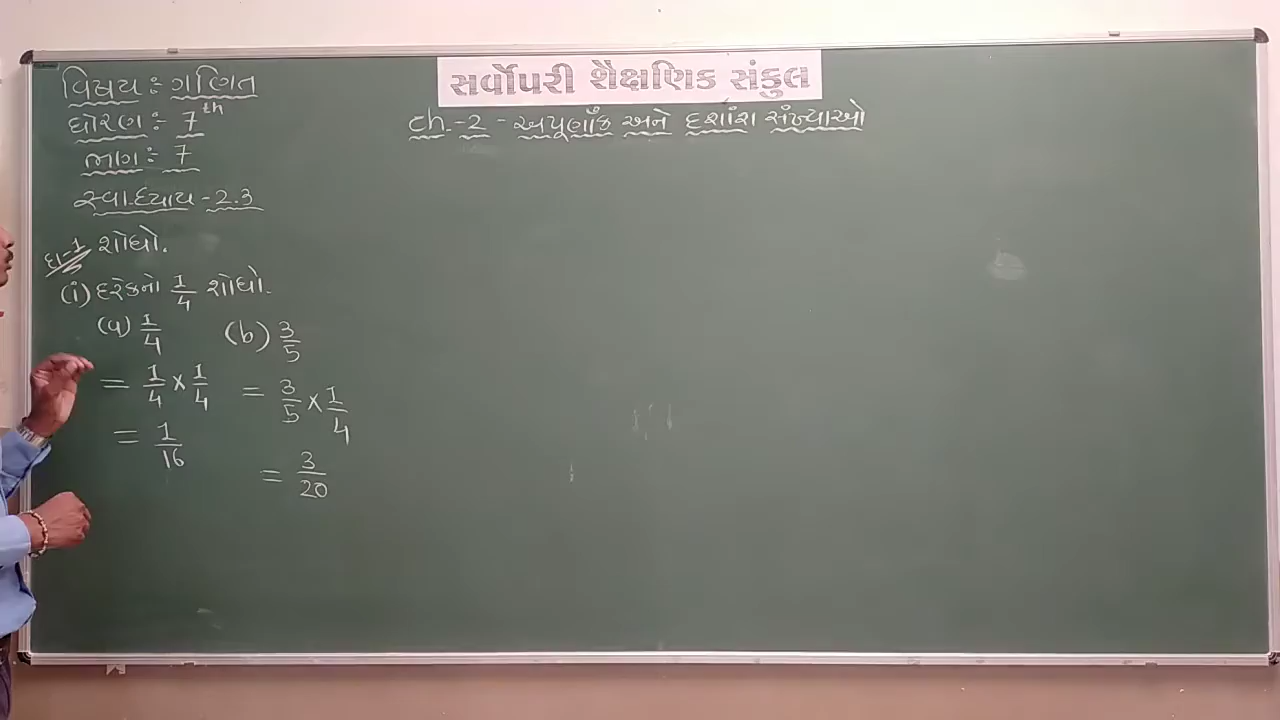 સર્વોપરી શૈક્ષણિક સંકુલ
વિષય : ગણિત
ધોરણ : 7th
ભાગ : 7
સ્વાધ્યાય - 2.3
Ch.-2 - અપૂર્ણાંક અને દશાંશ સંખ્યાઓ
દા-1 શોધો.
(i) દરેકનો 1/4 શોધો.
(a) 1/4 (b) 3/5
= 1/4 × 1/4 = 3/5 × 1/4
= 1/16 = 3/20